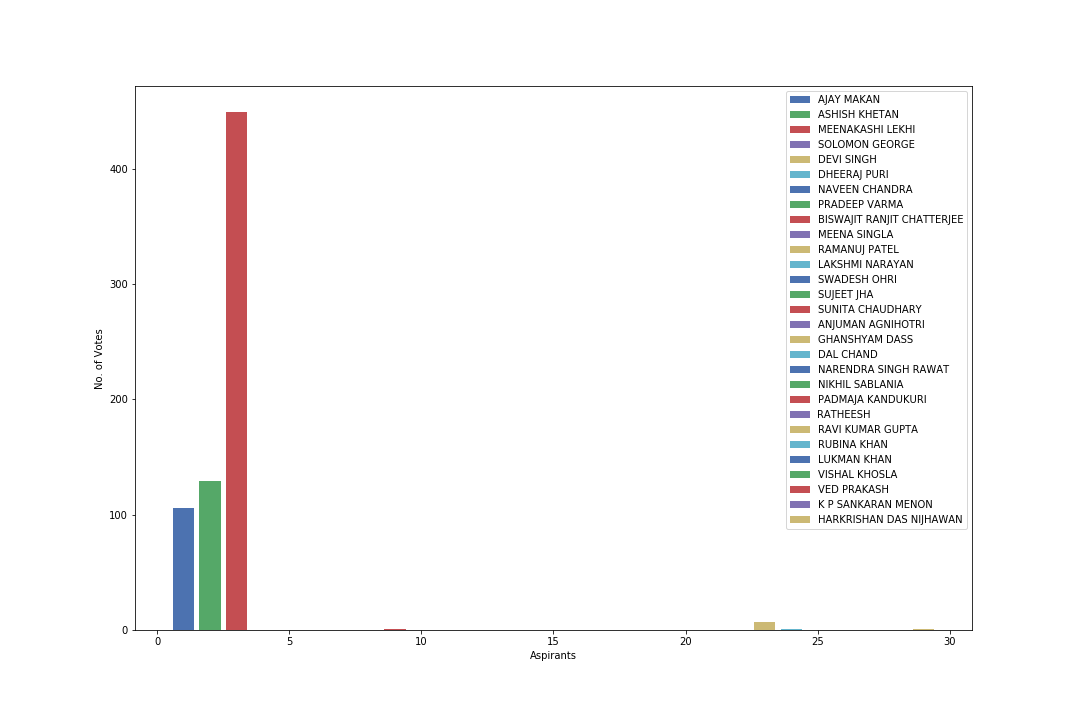 AJAY MAKAN
ASHISH KHETAN
MEENAKASHI LEKHI
SOLOMON GEORGE
DEVI SINGH
DHEERAJ PURI
NAVEEN CHANDRA
PRADEEP VARMA
BISWAJIT RANJIT CHATTERJEE
MEENA SINGLA
RAMANUJ PATEL
LAKSHMI NARAYAN
SWADESH OHRI
SUJEET JHA
SUNITA CHAUDHARY
ANJUMAN AGNIHOTRI
GHANSHYAM DASS
DAL CHAND
NARENDRA SINGH RAWAT
NIKHIL SABLANIA
PADMAJA KANDUKURI
RATHEESH
RAVI KUMAR GUPTA
RUBINA KHAN
LUKMAN KHAN
VISHAL KHOSLA
VED PRAKASH
K P SANKARAN MENON
HARKRISHAN DAS NIJHAWAN
400
300
200
100
0
No. of Votes
0 5 10 15 20 25 30
Aspirants